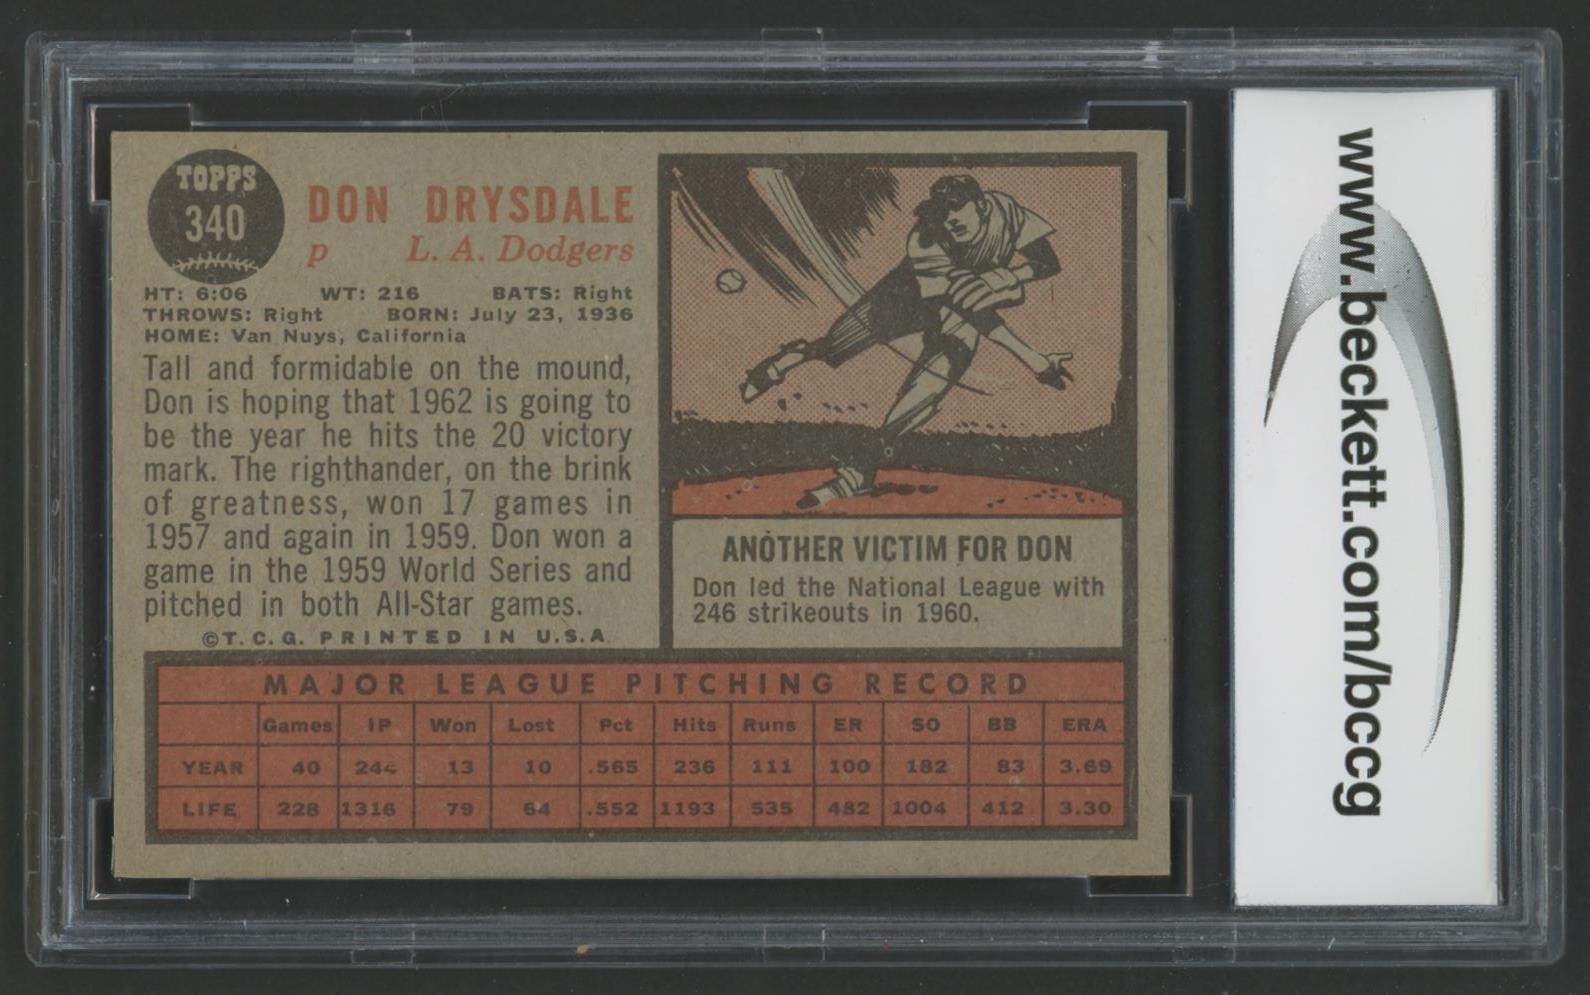 TOPPS
340
DON DRYSDALE
p L. A. Dodgers
HT: 6:06 WT: 216 BATS: Right
THROWS: Right BORN: July 23, 1936
HOME: Van Nuys, California
Tall and formidable on the mound,
Don is hoping that 1962 is going to
be the year he hits the 20 victory
mark. The righthander, on the brink
of greatness, won 17 games in
1957 and again in 1959. Don won a
game in the 1959 World Series and
pitched in both All-Star games.
©T.C.G. PRINTED IN U.S.A.
ANOTHER VICTIM FOR DON
Don led the National League with
246 strikeouts in 1960.
MAJOR LEAGUE PITCHING RECORD
Games IP Won Lost Pct Hits Runs ER SO BB ERA
YEAR 40 244 13 10 .565 236 111 100 182 83 3.69
LIFE 228 1316 79 64 .552 1193 535 482 1004 412 3.30
www.beckett.com/bccg